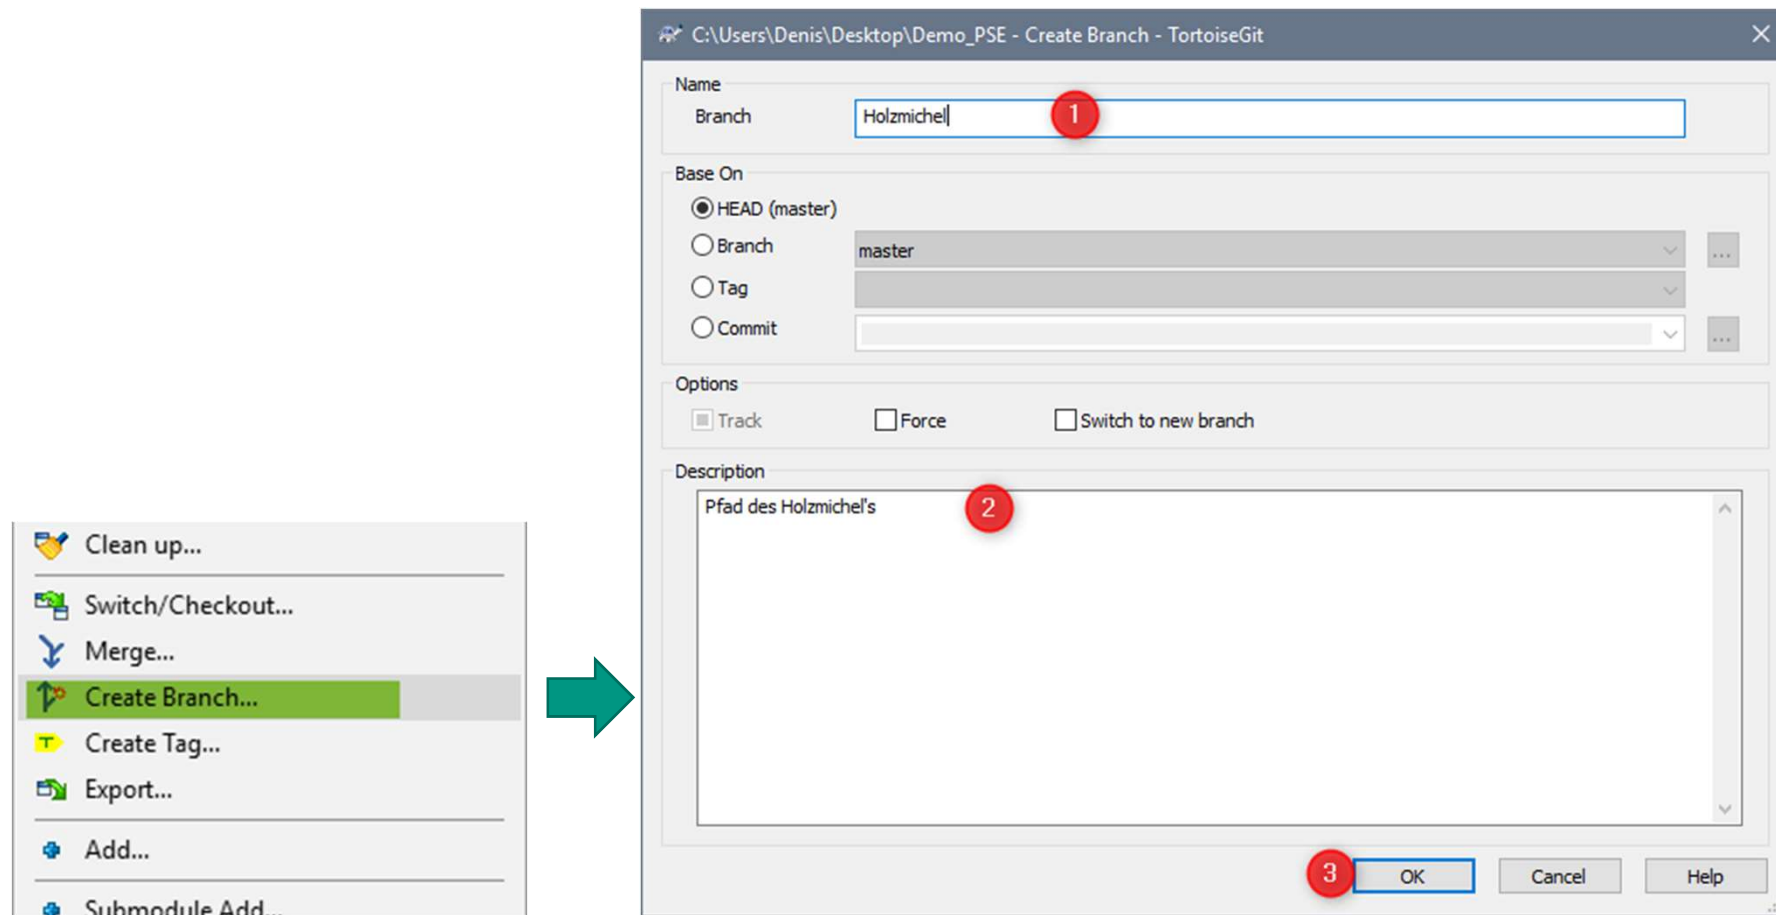 C:\Users\Denis\Desktop\Demo_PSE - Create Branch - TortoiseGit
Name
Branch
Holzmichel
1
Base On
HEAD (master)
Branch
master
...
Tag
Commit
...
Options
Track
Force
Switch to new branch
Description
Pfad des Holzmichel's
2
3
OK
Cancel
Help
Clean up...
Switch/Checkout...
Merge...
Create Branch...
T
Create Tag...
Export...
Add...
Submodule Add...